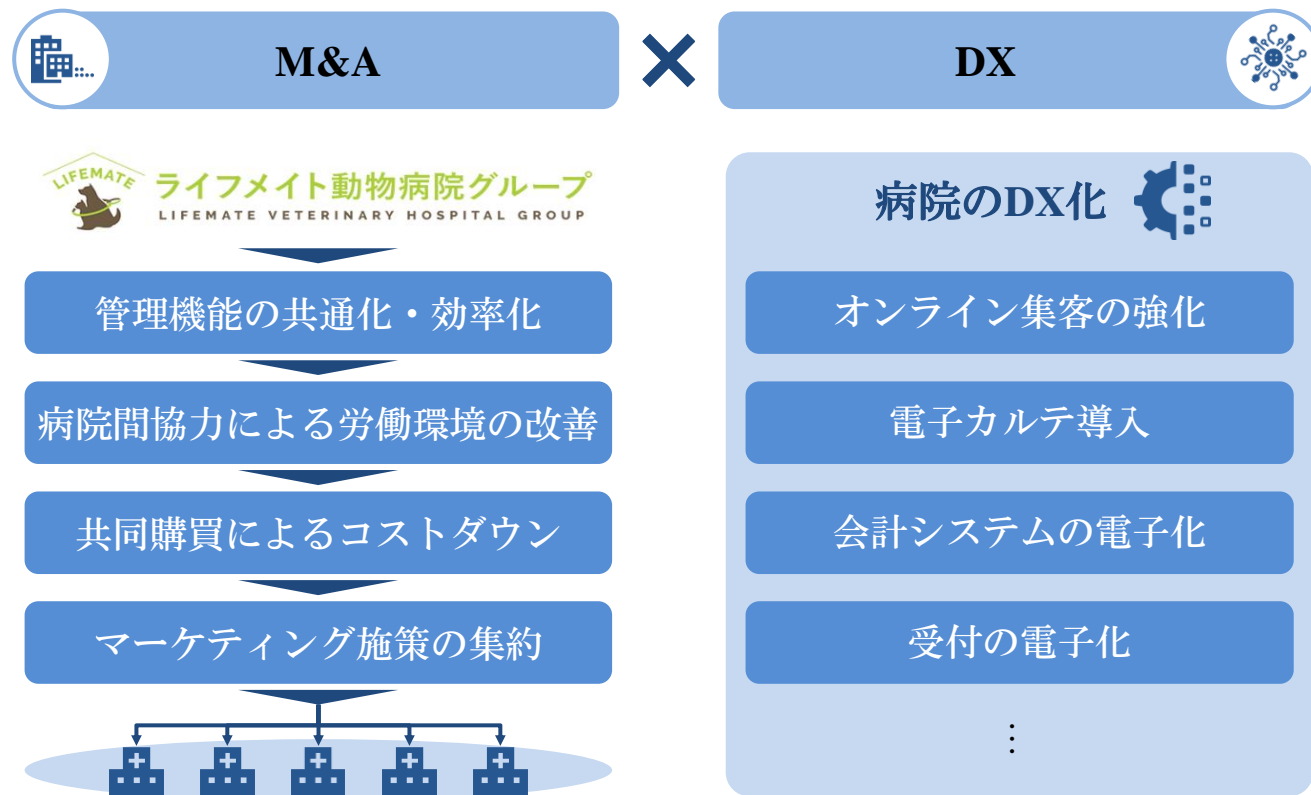 M&A
DX
LIFEMATE
ライフメイト動物病院グループ
LIFEMATE VETERINARY HOSPITAL GROUP
管理機能の共通化・効率化
病院間協力による労働環境の改善
共同購買によるコストダウン
マーケティング施策の集約
病院のDX化
オンライン集客の強化
電子カルテ導入
会計システムの電子化
受付の電子化
⋮